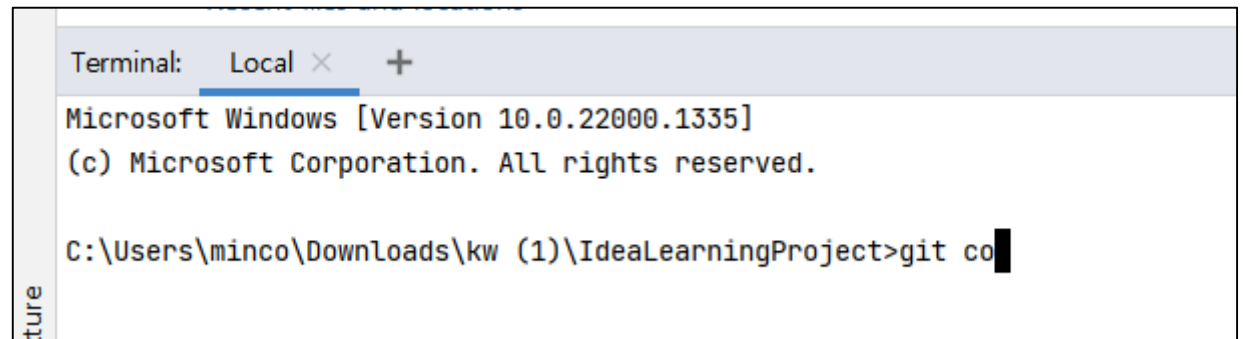 Terminal: Local × +
Microsoft Windows [Version 10.0.22000.1335]
(c) Microsoft Corporation. All rights reserved.
C:\Users\minco\Downloads\kw (1)\IdeaLearningProject>git co